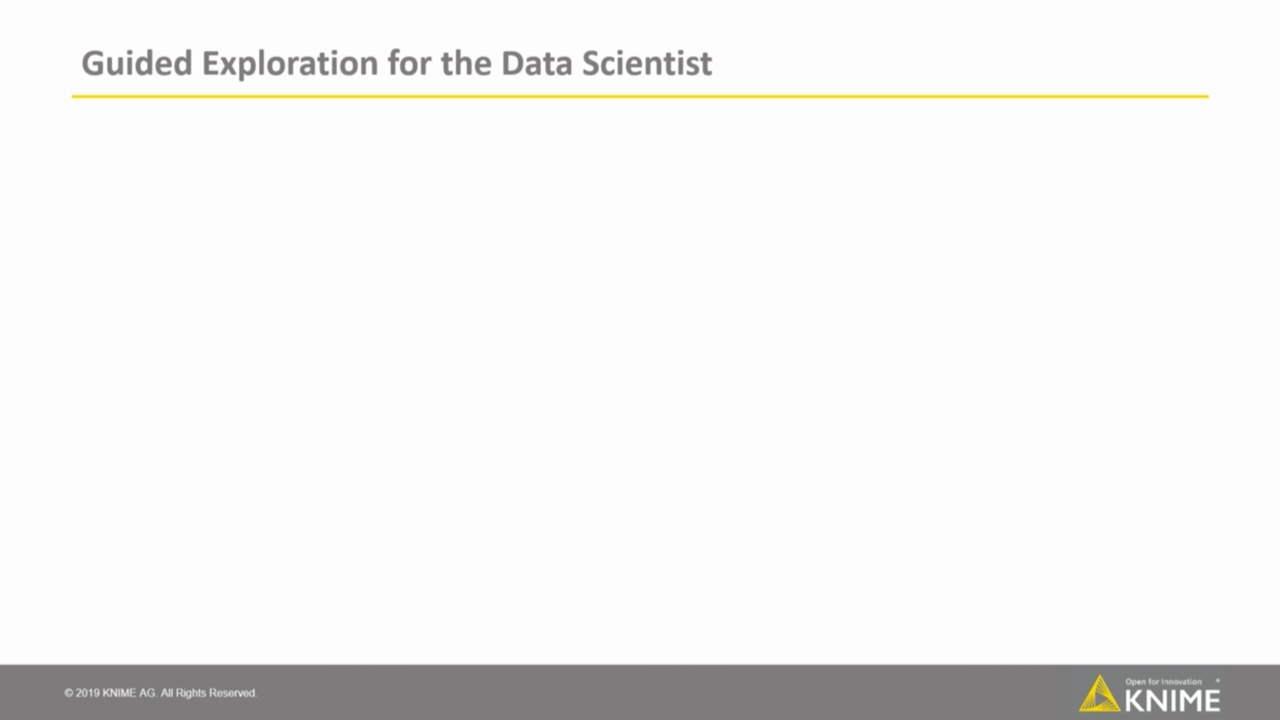 Guided Exploration for the Data Scientist
© 2019 KNIME AG. All Rights Reserved.
Open for Innovation ®
KNIME